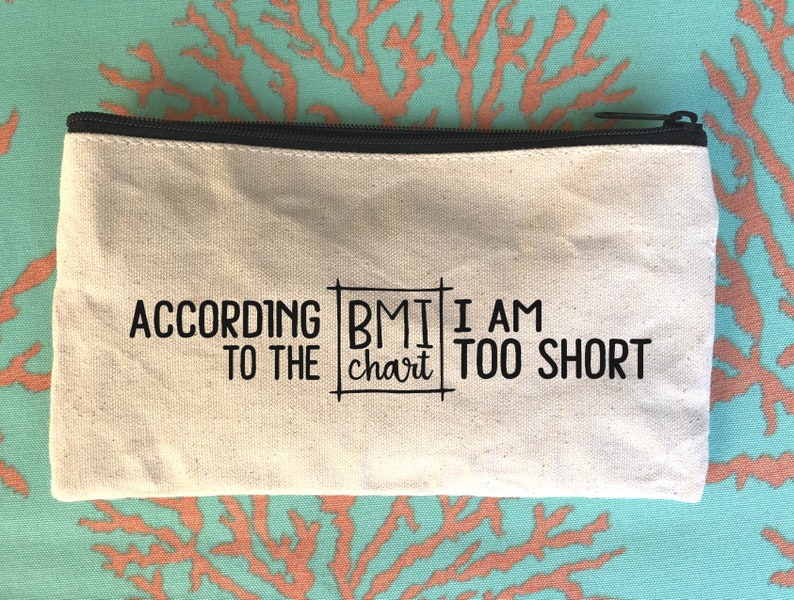 ACCORDING
TO THE
BMI
chart
I AM
TOO SHORT